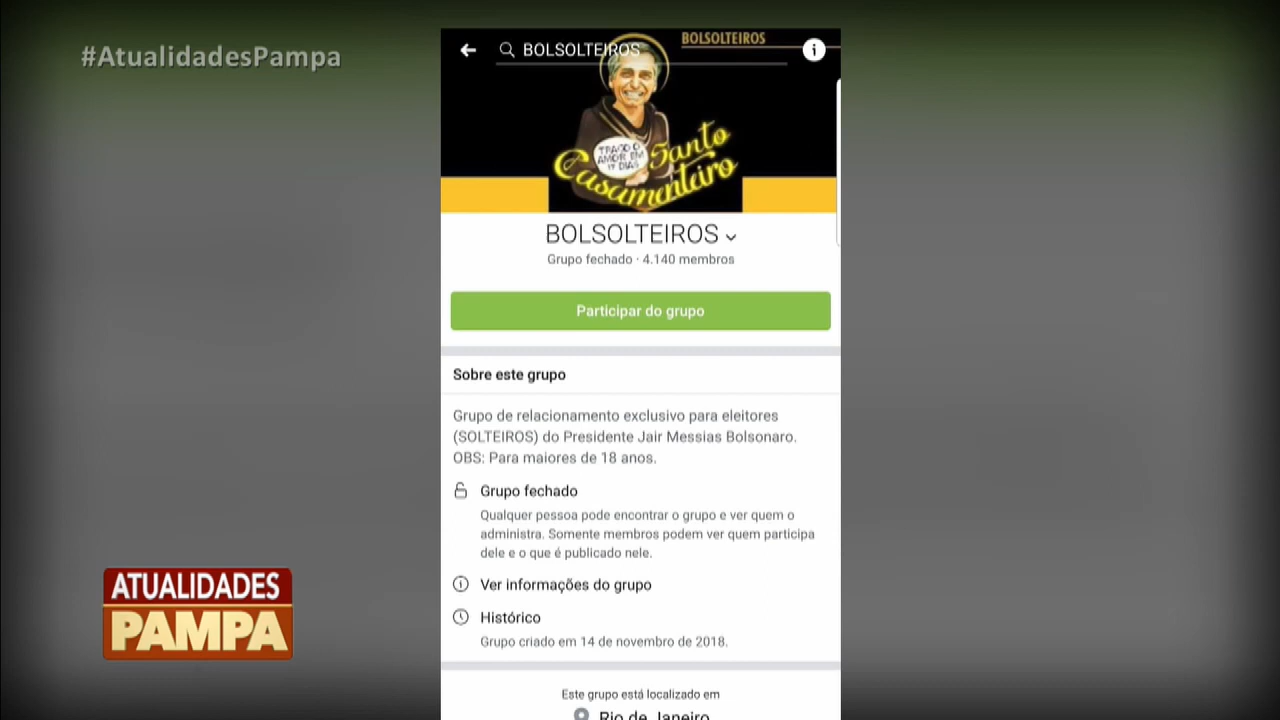 #AtualidadesPampa
BOLSOLTEIROS
BOLSOLTEIROS
TRAGO O
AMOR EM
17 DIAS
Santo
Casamenteiro
BOLSOLTEIROS
Grupo fechado · 4.140 membros
Participar do grupo
Sobre este grupo
Grupo de relacionamento exclusivo para eleitores
(SOLTEIROS) do Presidente Jair Messias Bolsonaro.
OBS: Para maiores de 18 anos.
Grupo fechado
Qualquer pessoa pode encontrar o grupo e ver quem o
administra. Somente membros podem ver quem participa
dele e o que é publicado nele.
Ver informações do grupo
Histórico
Grupo criado em 14 de novembro de 2018.
Este grupo está localizado em
Rio de Janeiro
ATUALIDADES
PAMPA